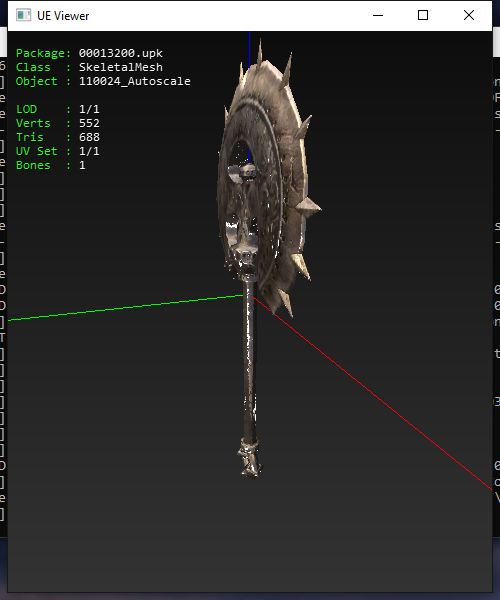 UE Viewer
Package: 00013200.upk
Class  : SkeletalMesh
Object : 110024_Autoscale
LOD    : 1/1
Verts  : 552
Tris   : 688
UV Set : 1/1
Bones  : 1